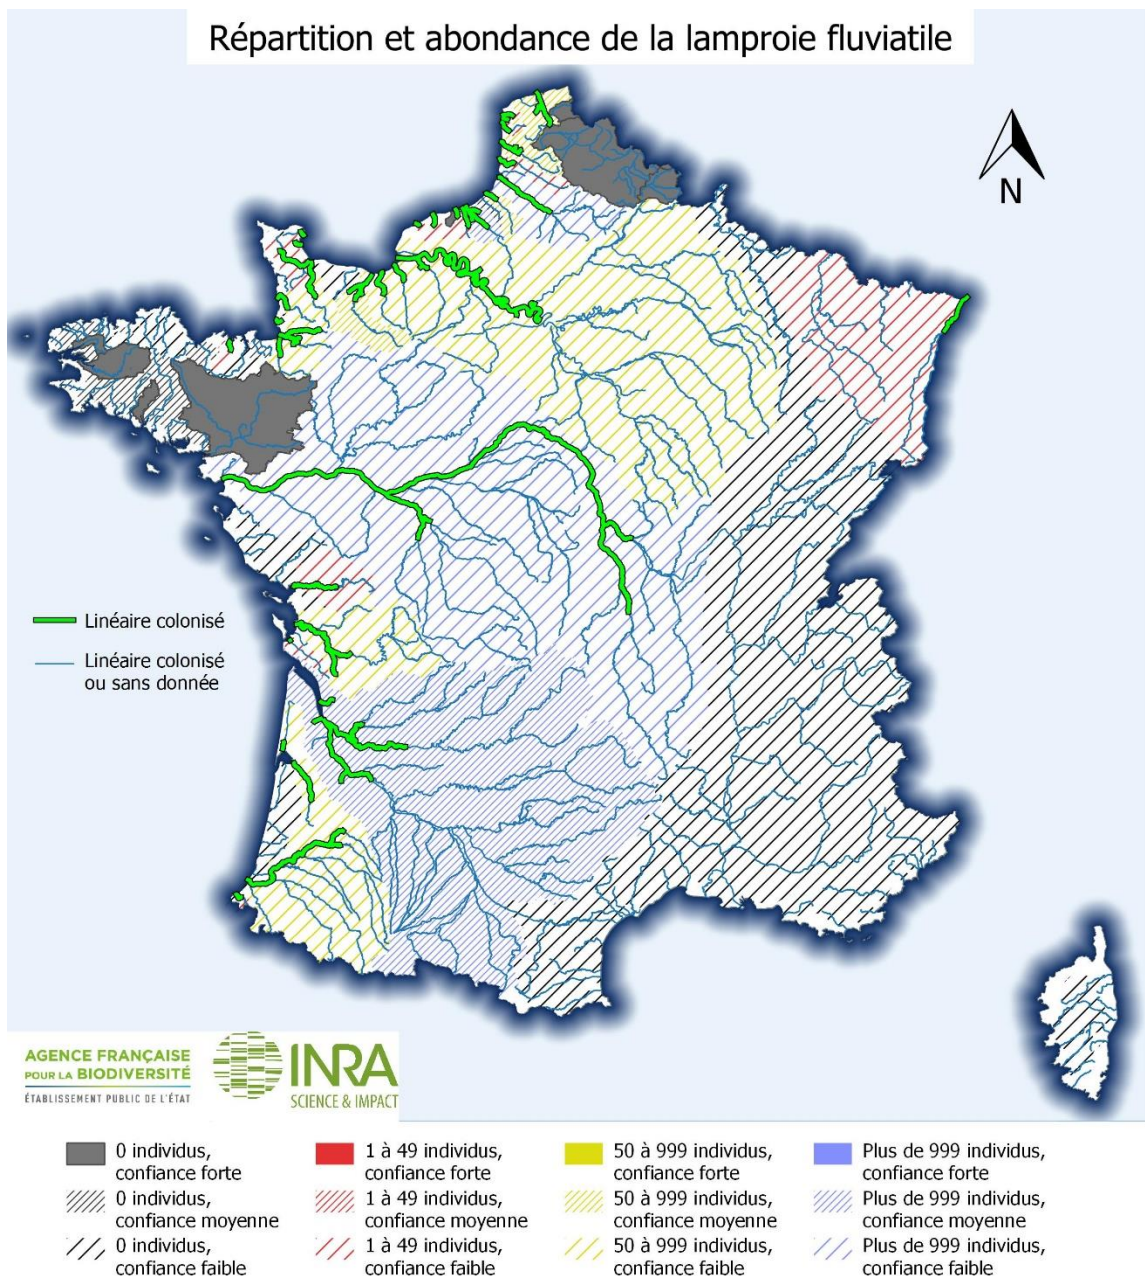 Répartition et abondance de la lamproie fluviatile
N
Linéaire colonisé
Linéaire colonisé
ou sans donnée
AGENCE FRANÇAISE
POUR LA BIODIVERSITÉ
ÉTABLISSEMENT PUBLIC DE L'ÉTAT
INRA
SCIENCE & IMPACT
0 individus,
confiance forte
1 à 49 individus,
confiance forte
50 à 999 individus,
confiance forte
Plus de 999 individus,
confiance forte
0 individus,
confiance moyenne
1 à 49 individus,
confiance moyenne
50 à 999 individus,
confiance moyenne
Plus de 999 individus,
confiance moyenne
0 individus,
confiance faible
1 à 49 individus,
confiance faible
50 à 999 individus,
confiance faible
Plus de 999 individus,
confiance faible